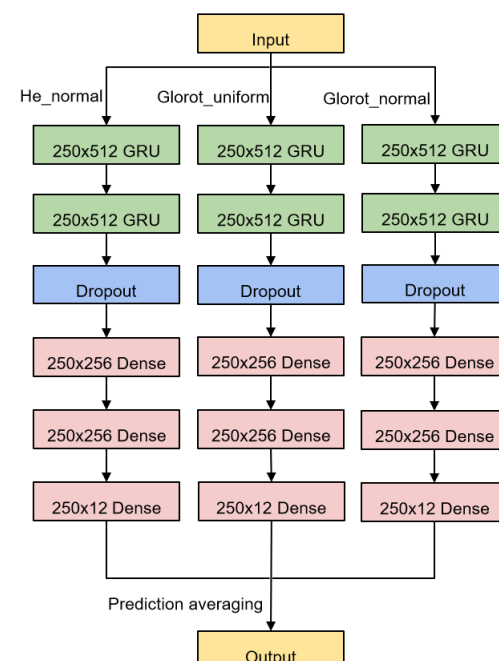 Input
He_normal
Glorot_uniform
Glorot_normal
250x512 GRU
250x512 GRU
250x512 GRU
250x512 GRU
250x512 GRU
250x512 GRU
Dropout
Dropout
Dropout
250x256 Dense
250x256 Dense
250x256 Dense
250x256 Dense
250x256 Dense
250x256 Dense
250x12 Dense
250x12 Dense
250x12 Dense
Prediction averaging
Output